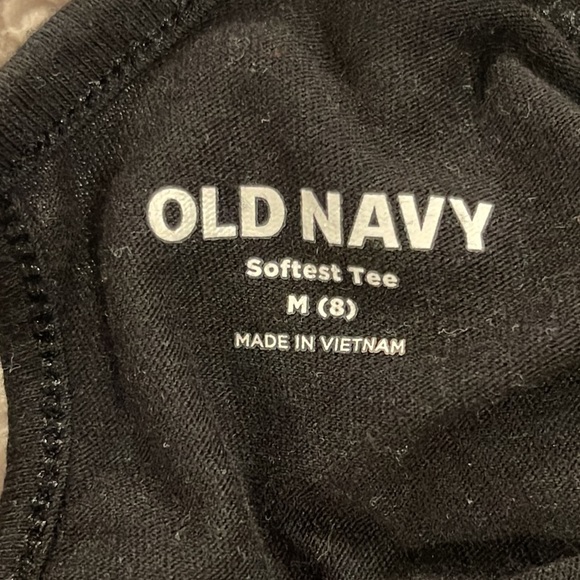 OLD NAVY
Softest Tee
M (8)
MADE IN VIETNAM